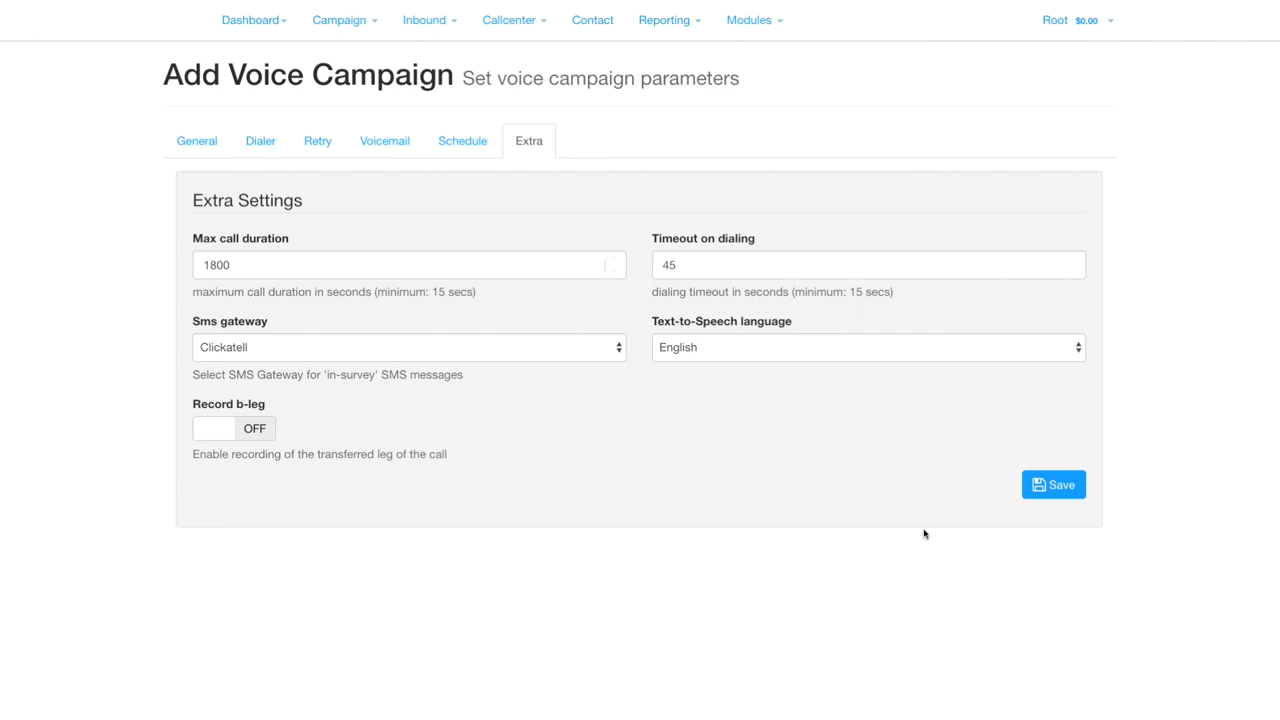 Dashboard Campaign Inbound Callcenter Contact Reporting Modules Root $0.00
Add Voice Campaign Set voice campaign parameters
General Dialer Retry Voicemail Schedule Extra
Extra Settings
Max call duration Timeout on dialing
1800 45
maximum call duration in seconds (minimum: 15 secs) dialing timeout in seconds (minimum: 15 secs)
Sms gateway Text-to-Speech language
Clickatell English
Select SMS Gateway for 'in-survey' SMS messages
Record b-leg
OFF
Enable recording of the transferred leg of the call
Save